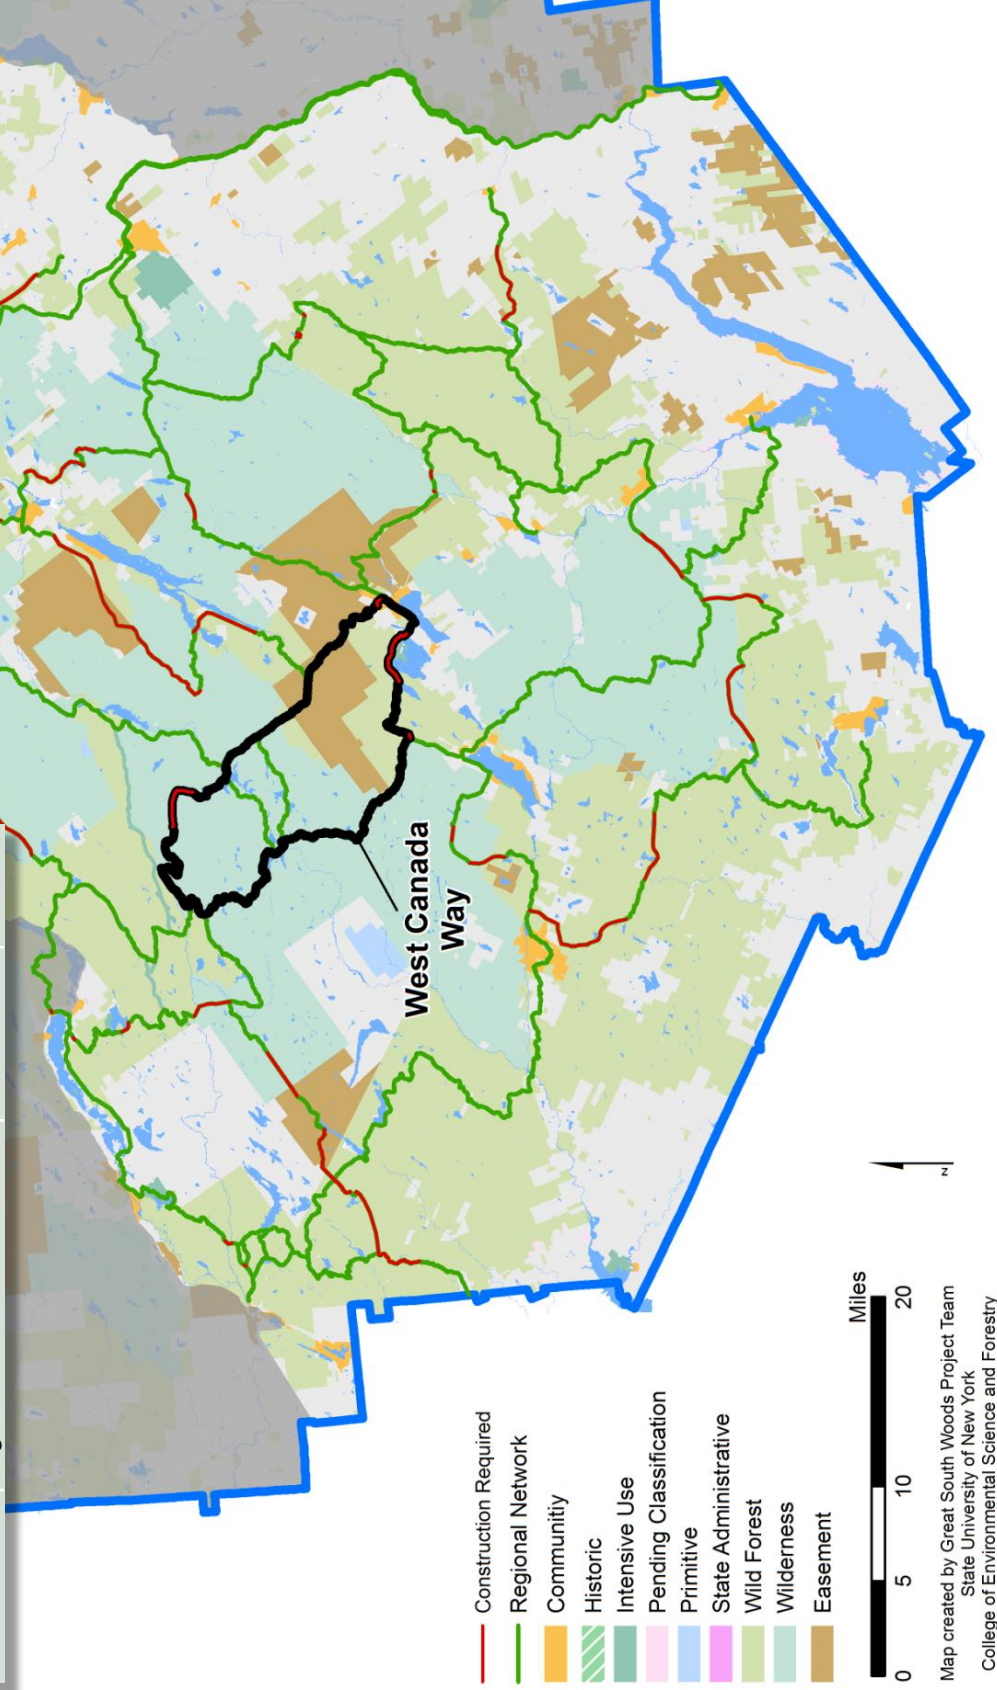 West Canada
Way
Construction Required
Regional Network
Communitiy
Historic
Intensive Use
Pending Classification
Primitive
State Administrative
Wild Forest
Wilderness
Easement
Miles
0 5 10 20
N
Map created by Great South Woods Project Team
State University of New York
College of Environmental Science and Forestry